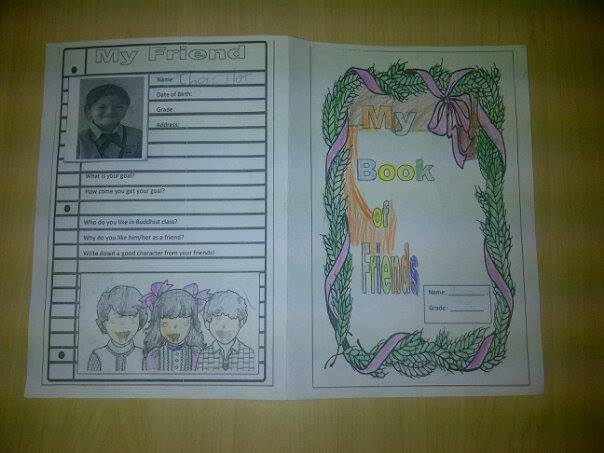 My Friend
Name:
Date of Birth:
Grade:
Address:
What is your goal?
How come you get your goal?
Who do you like in Buddhist class?
Why do you like him/her as a friend?
Write down a good character from your friends!
My
Book
of
Friends
Name: ________
Grade: ________